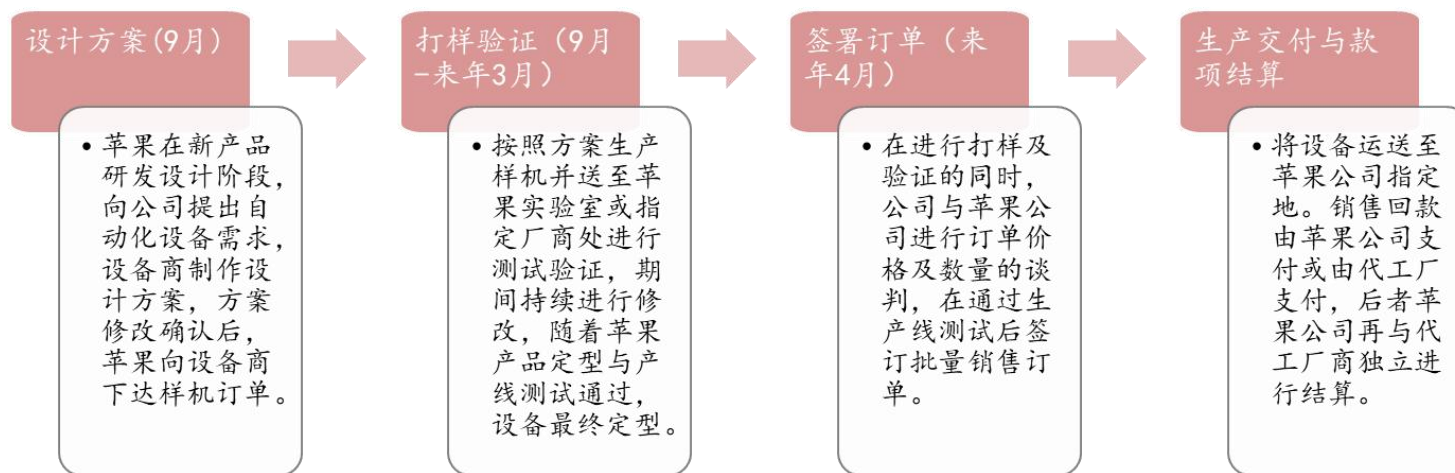 设计方案(9月)
• 苹果在新产品
研发设计阶段，
向公司提出自
动化设备需求，
设备商制作设
计方案，方案
修改确认后，
苹果向设备商
下达样机订单。
打样验证（9月
-来年3月）
• 按照方案生产
样机并送至苹
果实验室或指
定厂商处进行
测试验证，期
间持续进行修
改，随着苹果
产品定型与产
线测试通过，
设备最终定型。
签署订单（来
年4月）
• 在进行打样及
验证的同时，
公司与苹果公
司进行订单价
格及数量的谈
判，在通过生
产线测试后签
订批量销售订
单。
生产交付与款
项结算
• 将设备运送至
苹果公司指定
地。销售回款
由苹果公司支
付或由代工厂
支付，后者苹
果公司再与代
工厂商独立进
行结算。